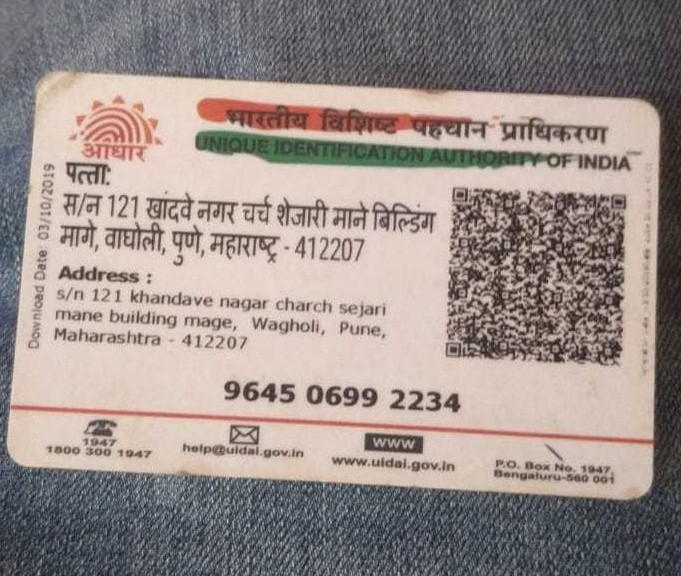 भारतीय विशिष्ट पहचान प्राधिकरण
UNIQUE IDENTIFICATION AUTHORITY OF INDIA
आधार
Download Date: 03/10/2019
पत्ता:
स/न 121 खांदवे नगर चर्च शेजारी माने बिल्डिंग
मागे, वाघोली, पुणे, महाराष्ट्र - 412207
Address :
s/n 121 khandave nagar charch sejari
mane building mage, Wagholi, Pune,
Maharashtra - 412207
9645 0699 2234
1947
1800 300 1947
help@uidai.gov.in
www
www.uidai.gov.in
P.O. Box No. 1947,
Bengaluru-560 001